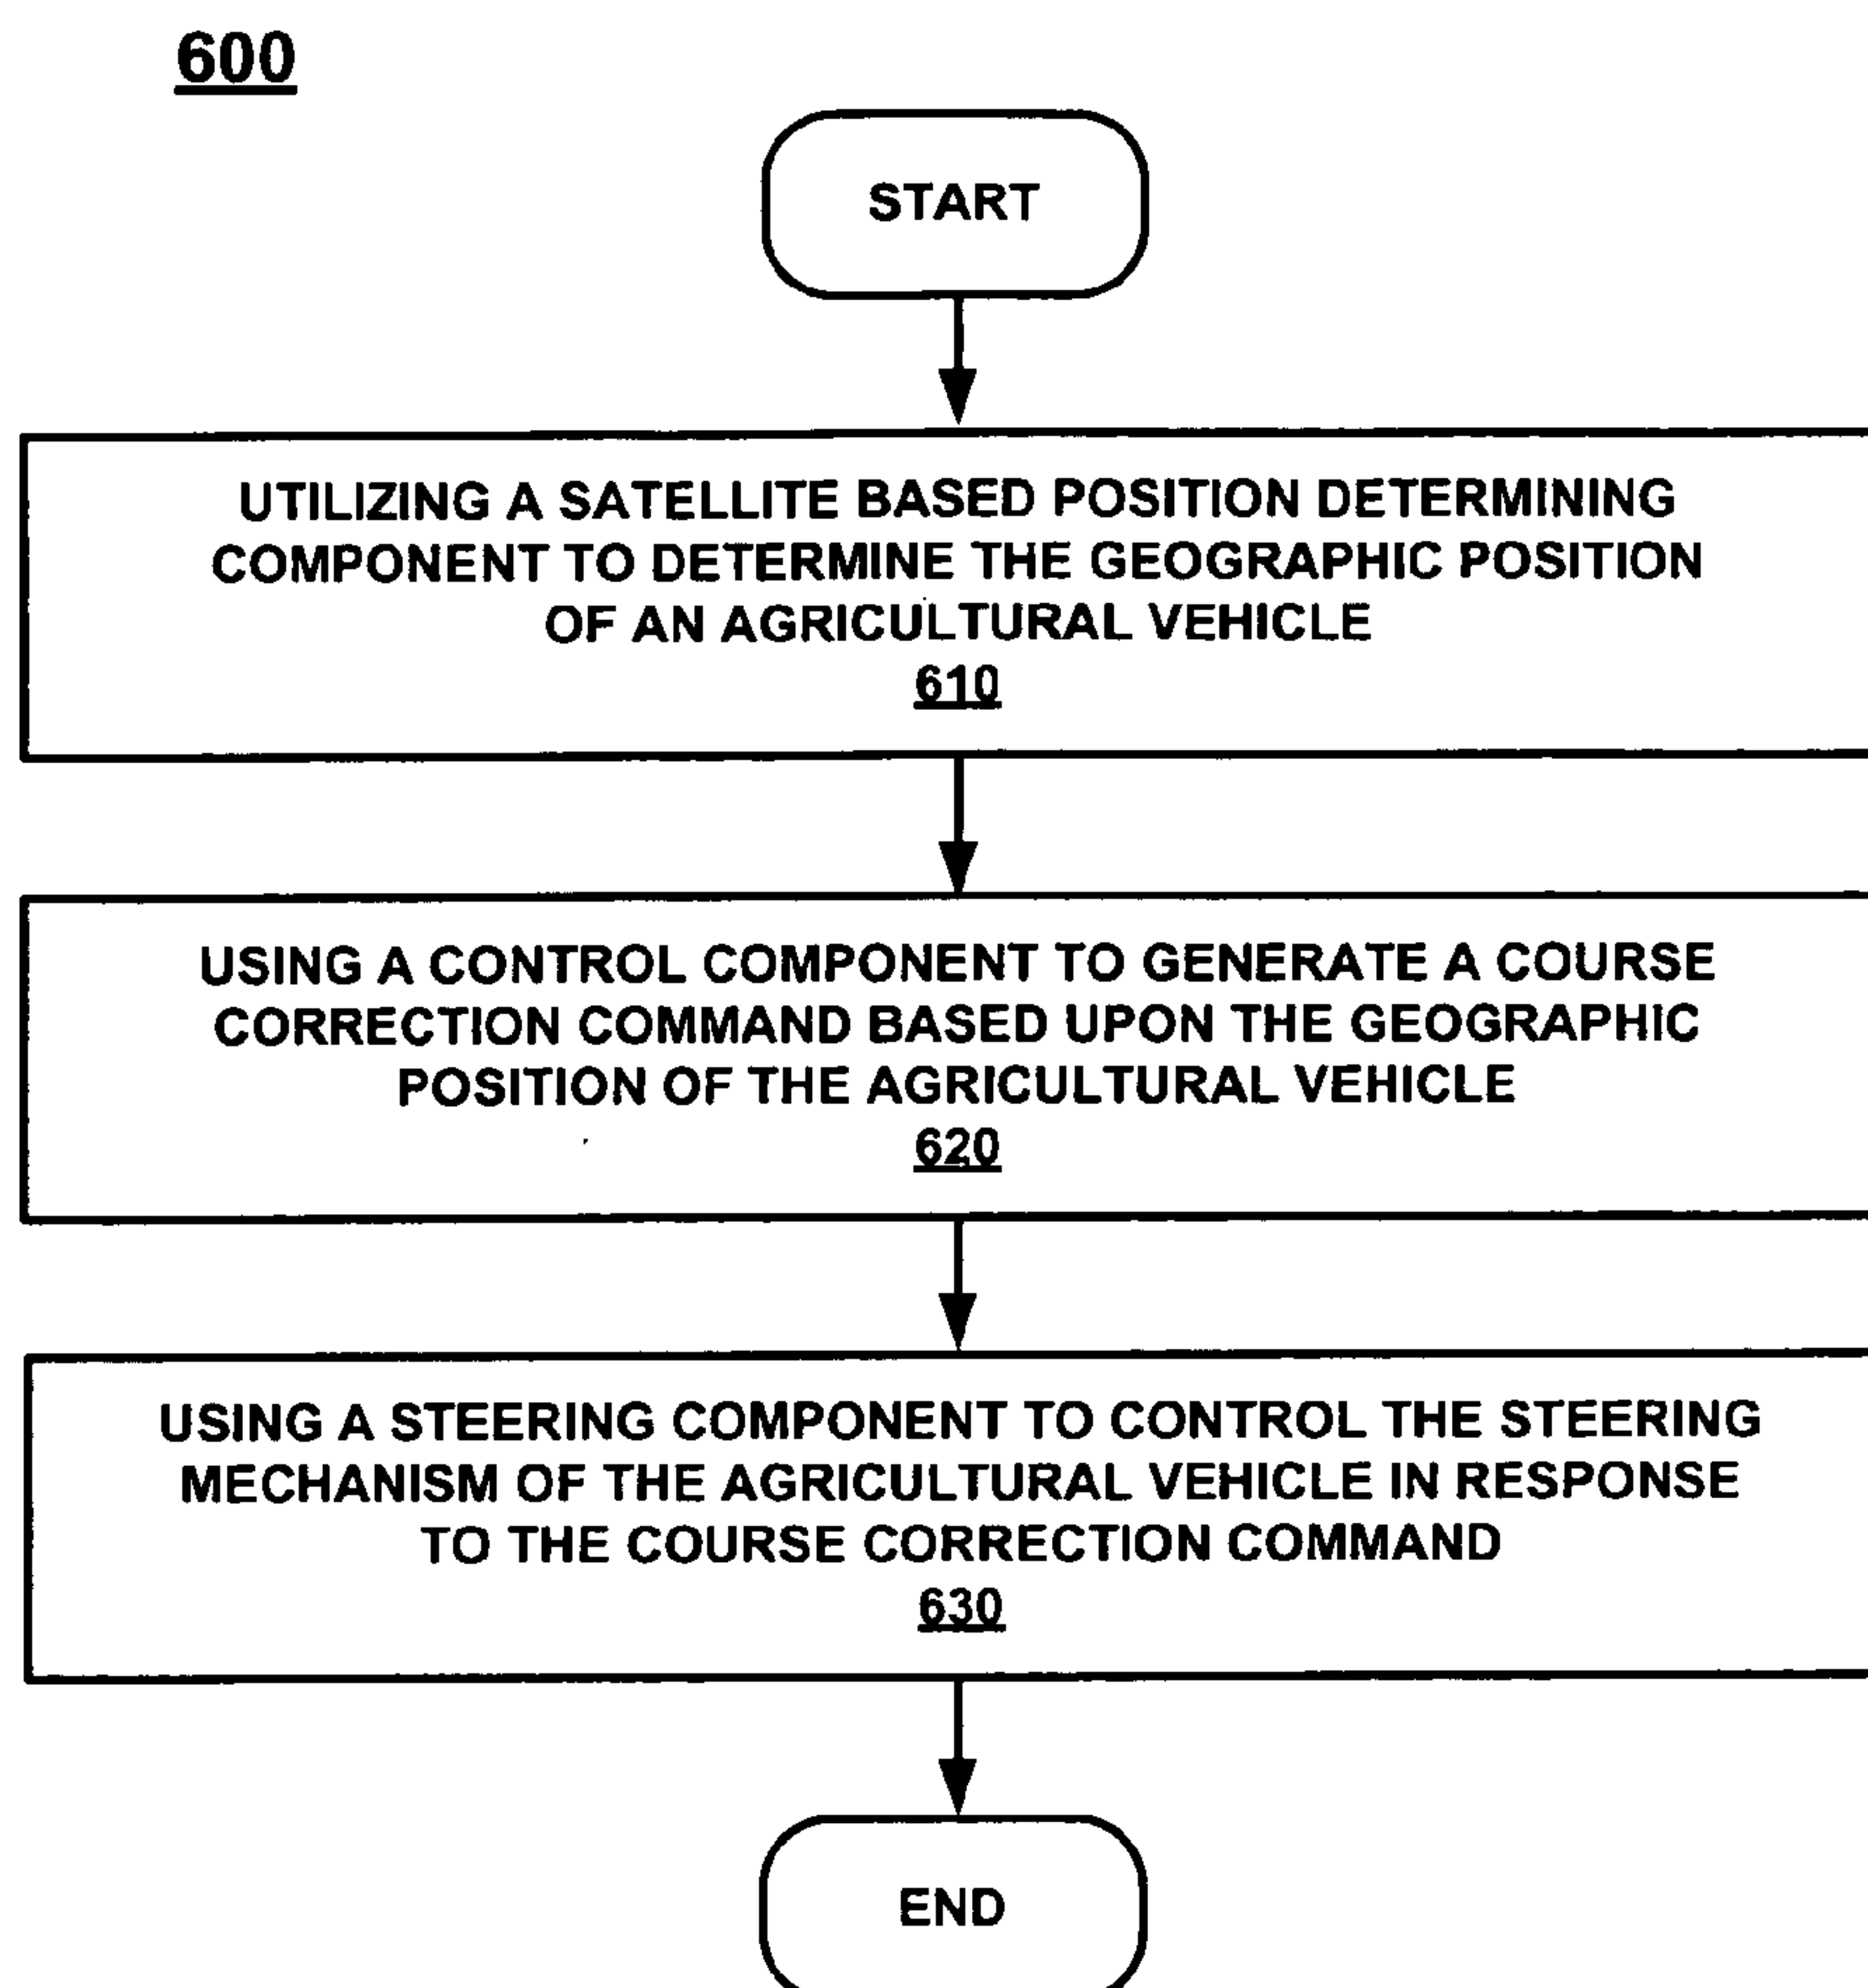 600
START
UTILIZING A SATELLITE BASED POSITION DETERMINING
COMPONENT TO DETERMINE THE GEOGRAPHIC POSITION
OF AN AGRICULTURAL VEHICLE
610
USING A CONTROL COMPONENT TO GENERATE A COURSE
CORRECTION COMMAND BASED UPON THE GEOGRAPHIC
POSITION OF THE AGRICULTURAL VEHICLE
620
USING A STEERING COMPONENT TO CONTROL THE STEERING
MECHANISM OF THE AGRICULTURAL VEHICLE IN RESPONSE
TO THE COURSE CORRECTION COMMAND
630
END